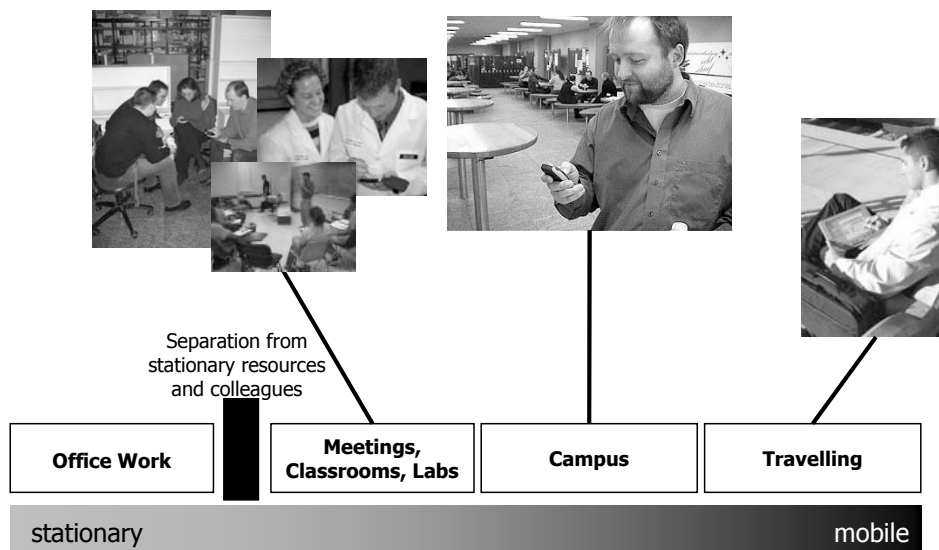 Separation from
stationary resources
and colleagues
Office Work
Meetings,
Classrooms, Labs
Campus
Travelling
stationary
mobile